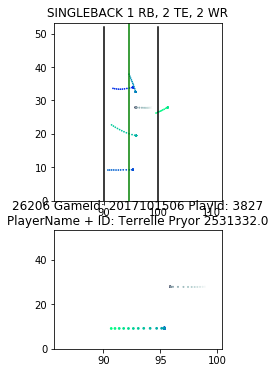 SINGLEBACK 1 RB, 2 TE, 2 WR
50
40
30
20
10
0
90 100 110
26206 GameId: 2017101506 PlayId: 3827
PlayerName + ID: Terrelle Pryor 2531332.0
40
20
0
90 95 100